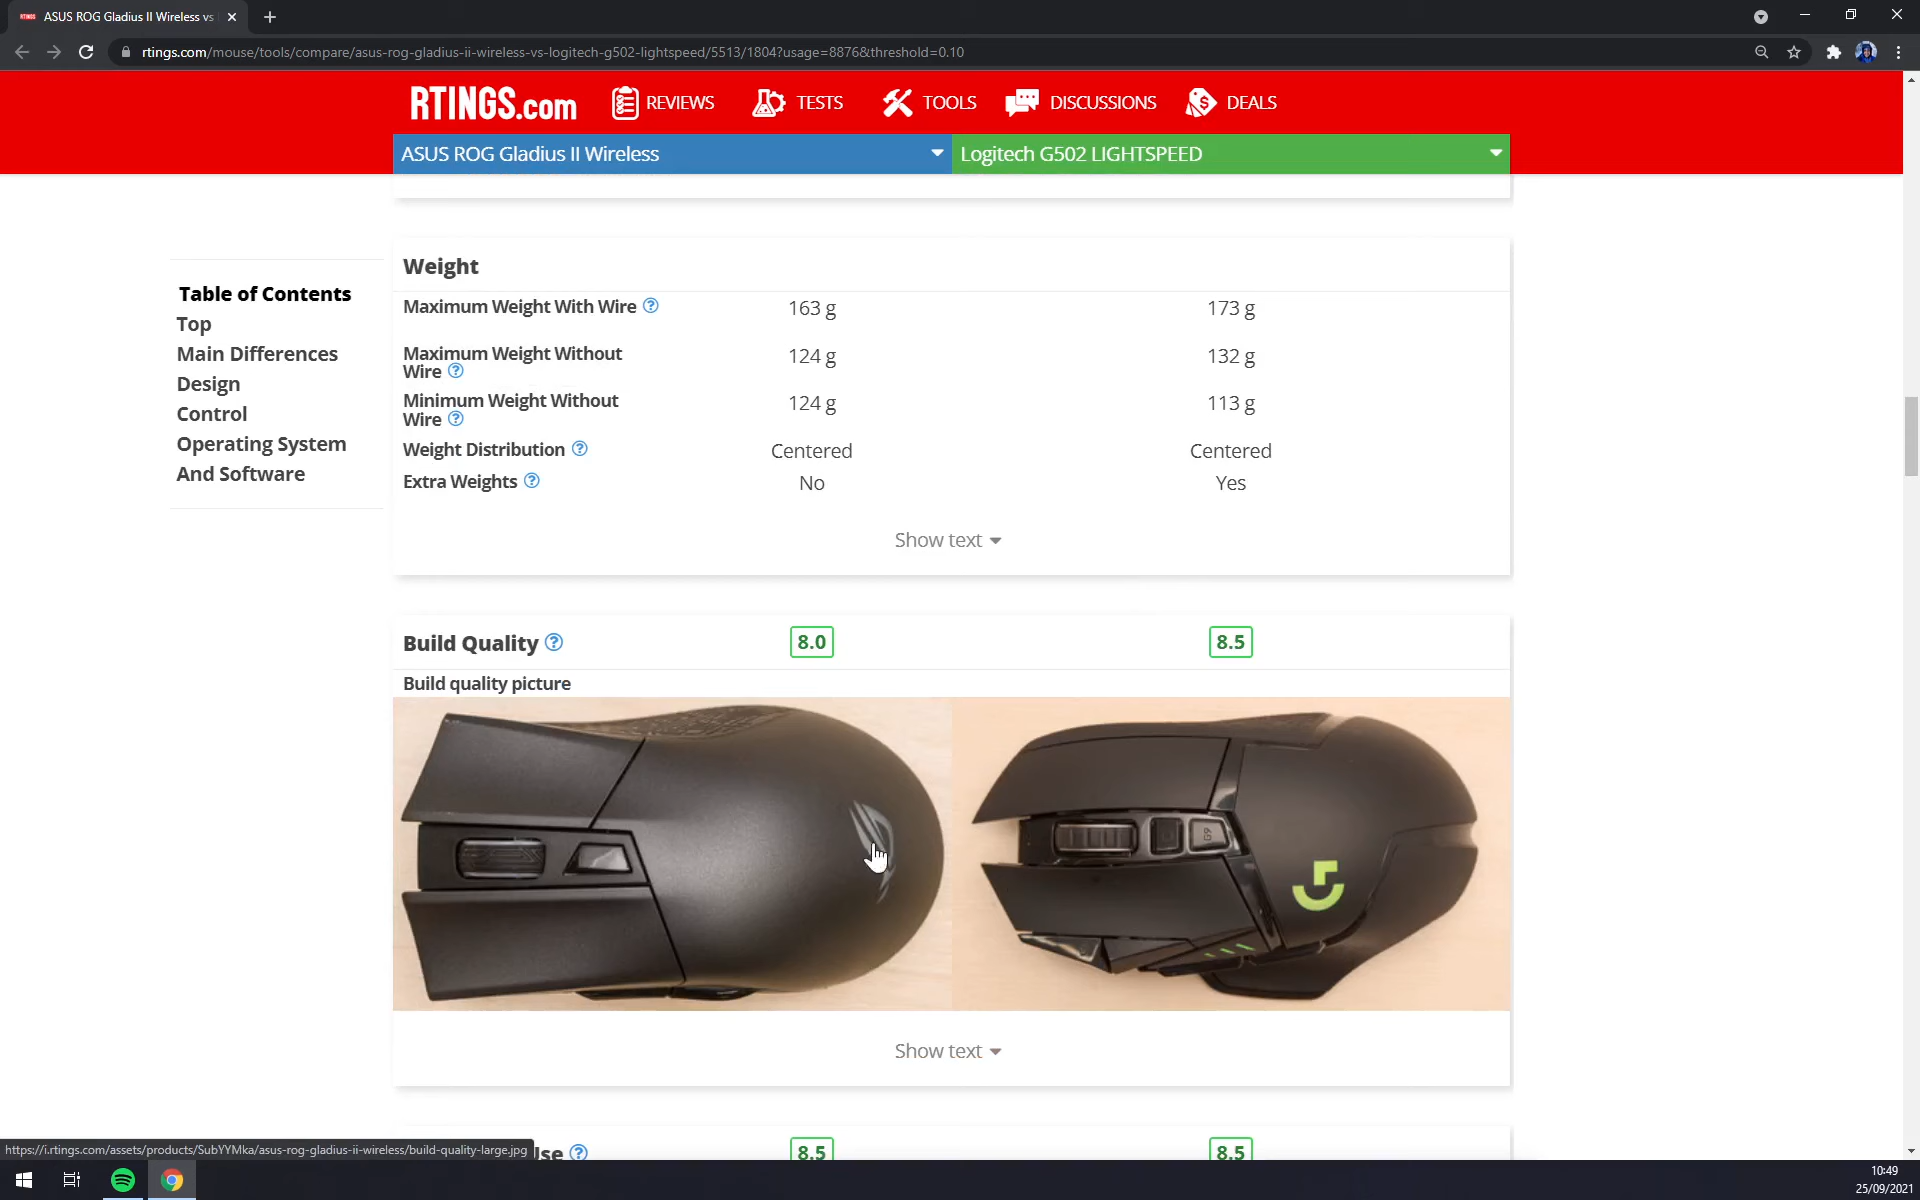 ASUS ROG Gladius II Wireless vs
rtings.com/mouse/tools/compare/asus-rog-gladius-ii-wireless-vs-logitech-g502-lightspeed/5513/1804?usage=8876&threshold=0.10
RTINGS.com REVIEWS TESTS TOOLS DISCUSSIONS DEALS
ASUS ROG Gladius II Wireless Logitech G502 LIGHTSPEED
Table of Contents
Top
Main Differences
Design
Control
Operating System
And Software
Weight
Maximum Weight With Wire ? 163 g 173 g
Maximum Weight Without
Wire ? 124 g 132 g
Minimum Weight Without
Wire ? 124 g 113 g
Weight Distribution ? Centered Centered
Extra Weights ? No Yes
Show text
Build Quality ? 8.0 8.5
Build quality picture
G9
Show text
Use ? 8.5 8.5
https://i.rtings.com/assets/products/SubYYMka/asus-rog-gladius-ii-wireless/build-quality-large.jpg
10:49
25/09/2021